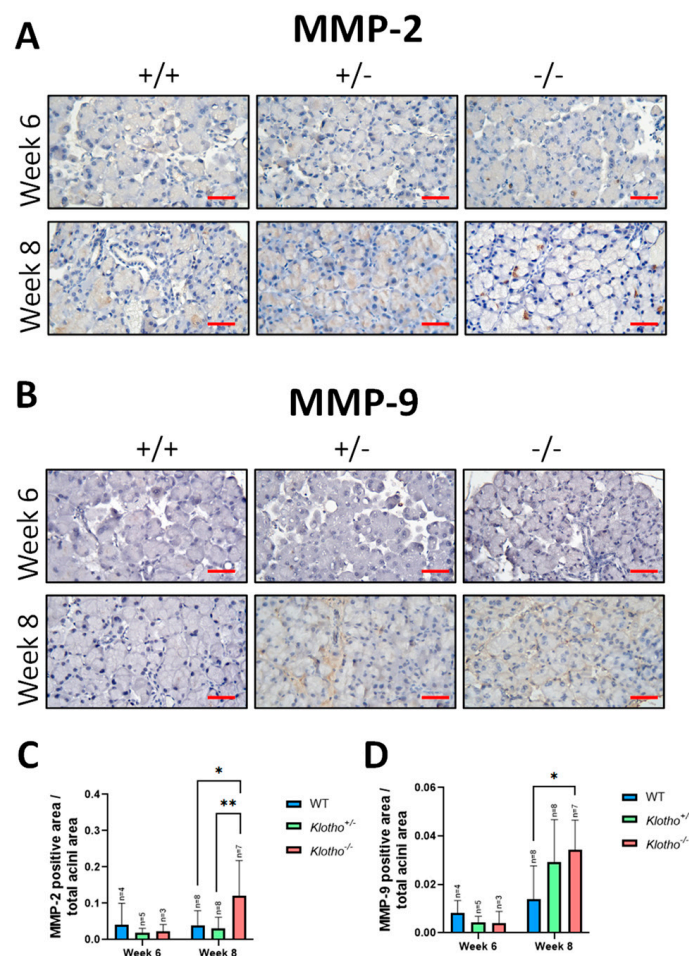 A
MMP-2
+/+ +/- -/-
Week 6
Week 8
B
MMP-9
+/+ +/- -/-
Week 6
Week 8
C
MMP-2 positive area /
total acini area
0.4
0.3
0.2
0.1
0.0
n=4
n=5
n=3
n=8
n=8
n=7
*
**
Week 6 Week 8
WT
Klotho+/-
Klotho-/-
D
MMP-9 positive area /
total acini area
0.06
0.04
0.02
0.00
n=4
n=5
n=3
n=8
n=8
n=7
*
Week 6 Week 8
WT
Klotho+/
Klotho-/-